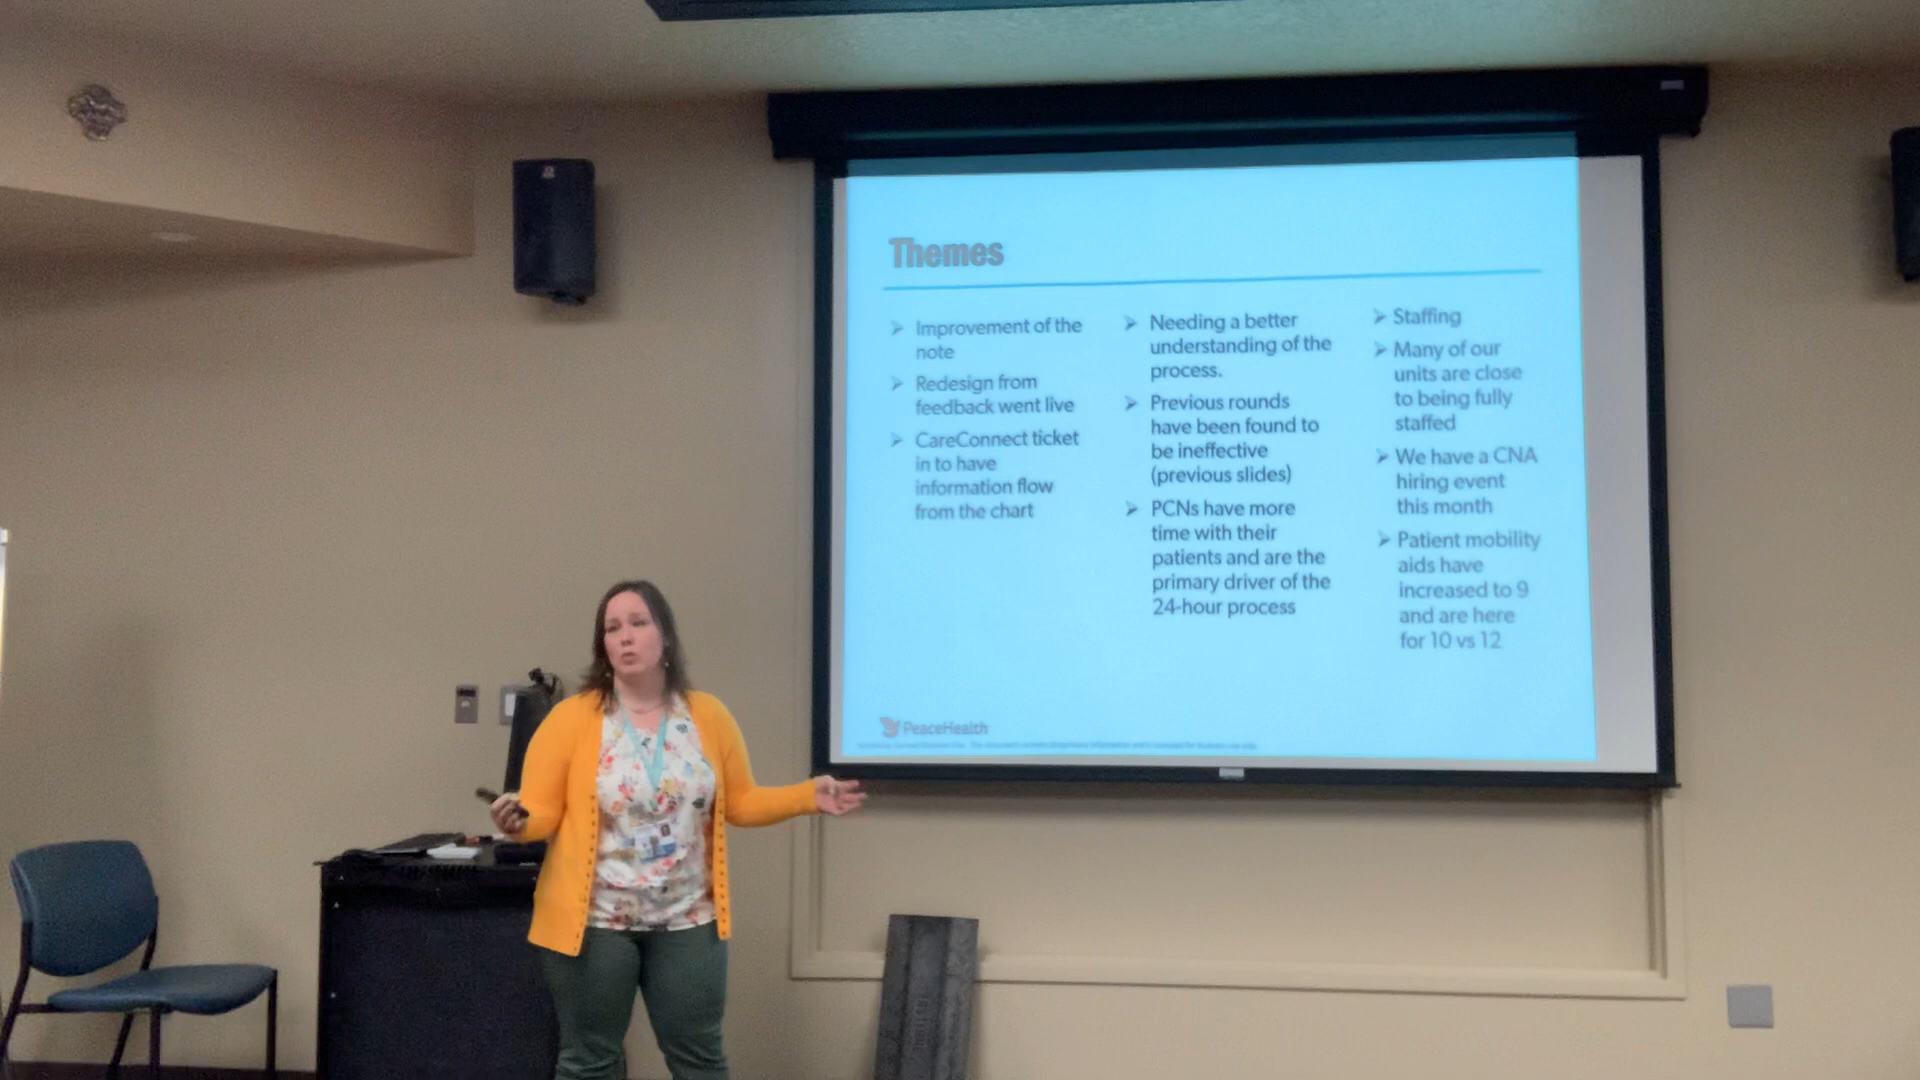 Themes
Improvement of the
note
Redesign from
feedback went live
CareConnect ticket
in to have
information flow
from the chart
Needing a better
understanding of the
process.
Previous rounds
have been found to
be ineffective
(previous slides)
PCNs have more
time with their
patients and are the
primary driver of the
24-hour process
Staffing
Many of our
units are close
to being fully
staffed
We have a CNA
hiring event
this month
Patient mobility
aids have
increased to 9
and are here
for 10 vs 12
PeaceHealth